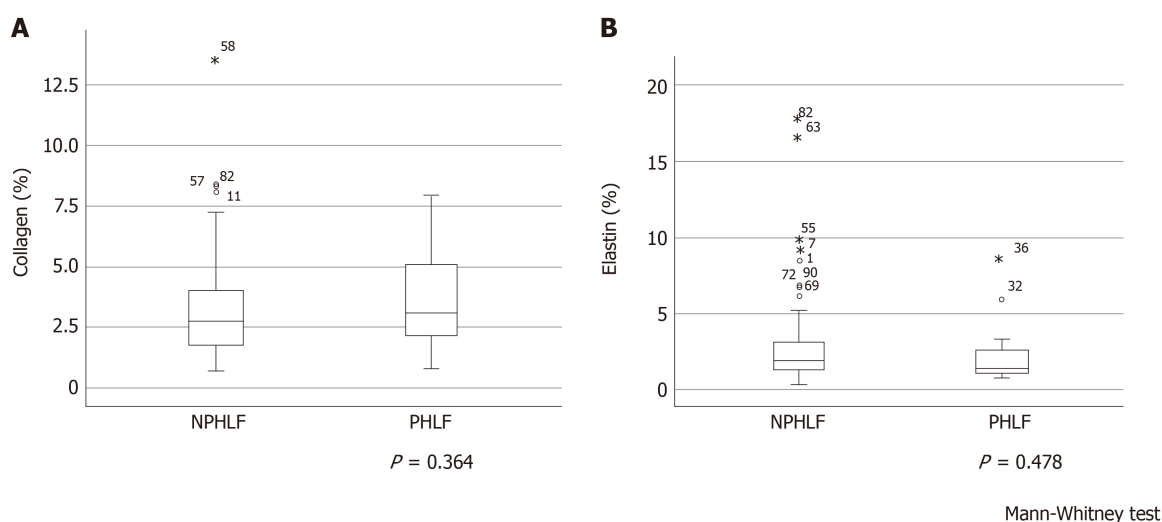 A
Collagen (%)
12.5
10.0
7.5
5.0
2.5
0
* 58
57 82
11
NPHLF PHLF
P = 0.364
B
Elastin (%)
20
15
10
5
0
82
* 63
55
* 7
1
72 90
69
36
*
32
NPHLF PHLF
P = 0.478
Mann-Whitney test